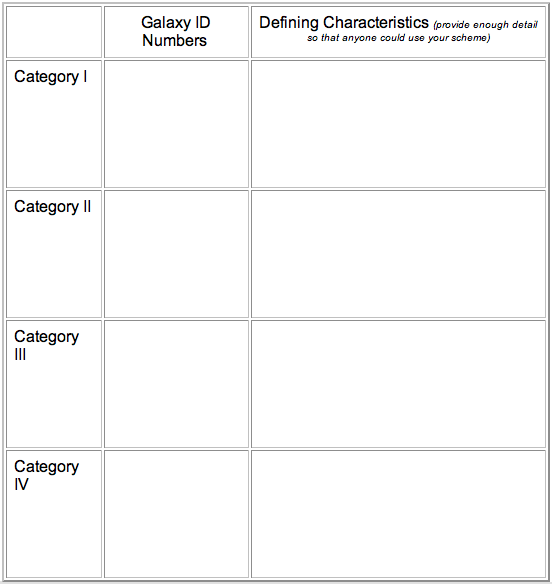 Galaxy ID
Numbers
Defining Characteristics (provide enough detail
so that anyone could use your scheme)
Category I
Category II
Category
III
Category
IV